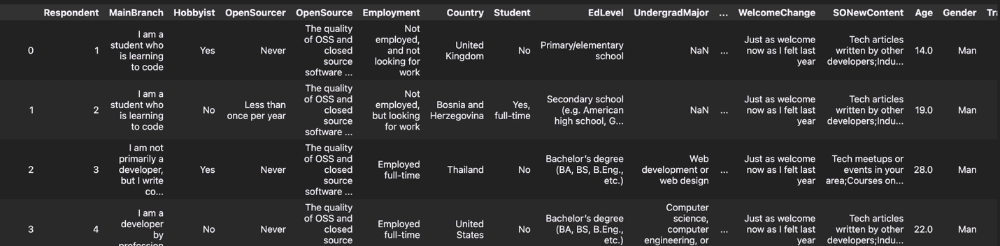 Respondent MainBranch Hobbyist OpenSourcer OpenSource Employment Country Student EdLevel UndergradMajor ... WelcomeChange SONewContent Age Gender
0 1 I am a student who is learning to code Yes Never The quality of OSS and closed source software ... Not employed, and not looking for work United Kingdom No Primary/elementary school NaN ... Just as welcome now as I felt last year Tech articles written by other developers;Indu... 14.0 Man
1 2 I am a student who is learning to code No Less than once per year The quality of OSS and closed source software ... Not employed, but looking for work Bosnia and Herzegovina Yes, full-time Secondary school (e.g. American high school, G... NaN ... Just as welcome now as I felt last year Tech articles written by other developers;Indu... 19.0 Man
2 3 I am not primarily a developer, but I write co... Yes Never The quality of OSS and closed source software ... Employed full-time Thailand No Bachelor’s degree (BA, BS, B.Eng., etc.) Web development or web design ... Just as welcome now as I felt last year Tech meetups or events in your area;Courses on... 28.0 Man
3 4 I am a developer by profession No Never The quality of OSS and closed source Employed full-time United States No Bachelor’s degree (BA, BS, B.Eng., etc.) Computer science, computer engineering, or ... Just as welcome now as I felt last year Tech articles written by other developers;Indu... 22.0 Man